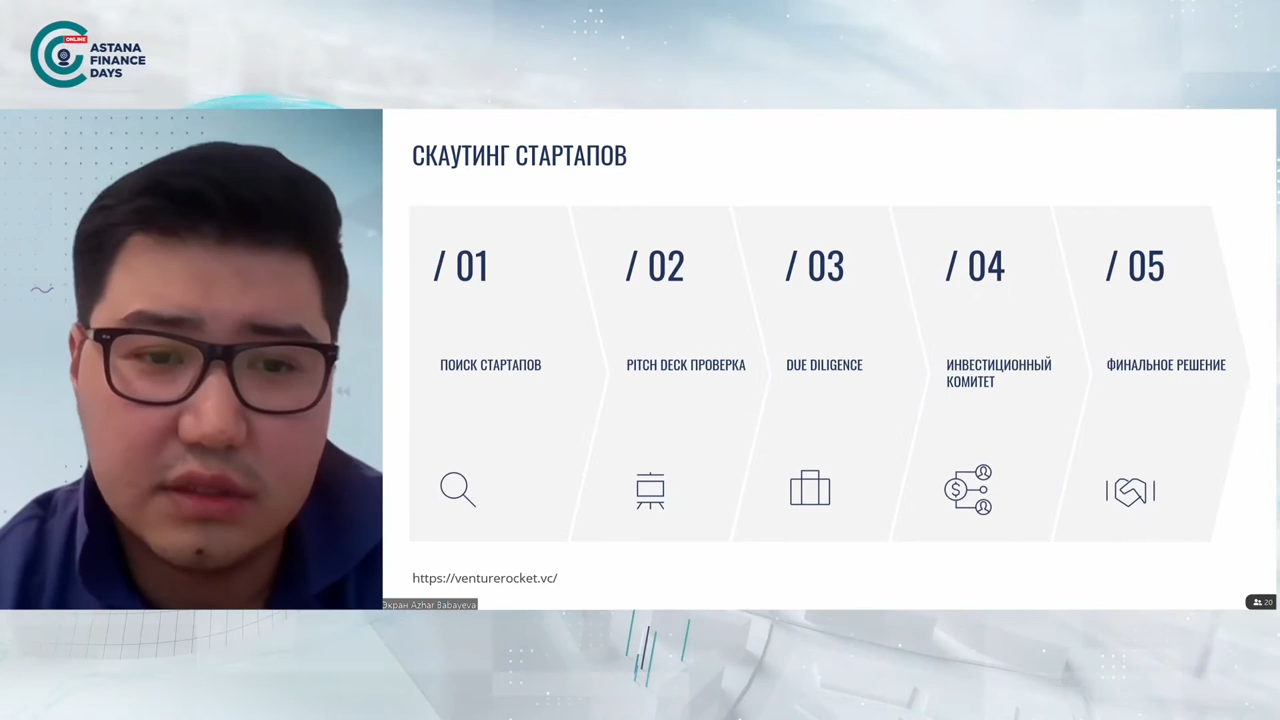 ONLINE
ASTANA
FINANCE
DAYS
СКАУТИНГ СТАРТАПОВ
/ 01
/ 02
/ 03
/ 04
/ 05
ПОИСК СТАРТАПОВ
PITCH DECK ПРОВЕРКА
DUE DILIGENCE
ИНВЕСТИЦИОННЫЙ
КОМИТЕТ
ФИНАЛЬНОЕ РЕШЕНИЕ
$
https://venturerocket.vc/
Экран Azhar Babayeva
20